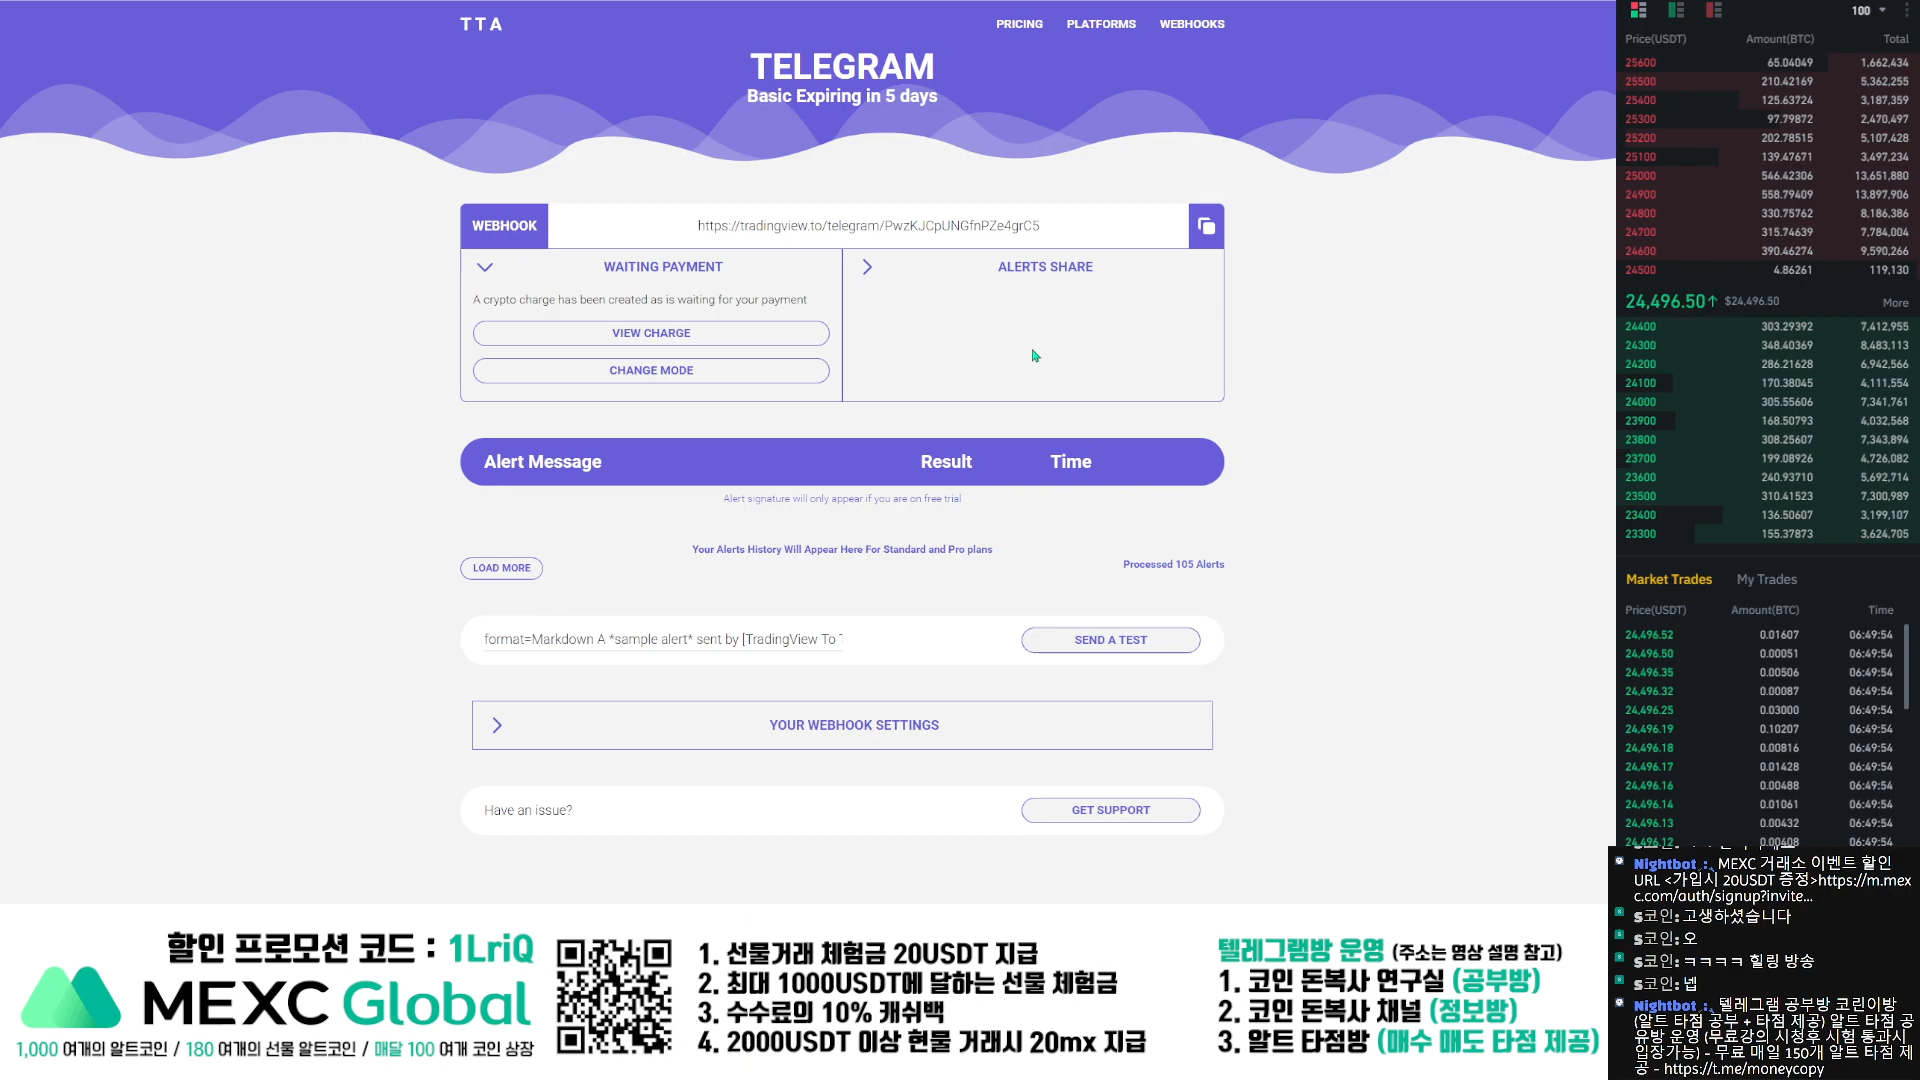 TTA
PRICING PLATFORMS WEBHOOKS
TELEGRAM
Basic Expiring in 5 days
WEBHOOK https://tradingview.to/telegram/PwzKJCpUNGfnPZe4grC5
WAITING PAYMENT
A crypto charge has been created as is waiting for your payment
VIEW CHARGE
CHANGE MODE
ALERTS SHARE
Alert Message Result Time
Alert signature will only appear if you are on free trial
Your Alerts History Will Appear Here For Standard and Pro plans
LOAD MORE
Processed 105 Alerts
format=Markdown A *sample alert* sent by [TradingView To
SEND A TEST
YOUR WEBHOOK SETTINGS
Have an issue?
GET SUPPORT
100
Price(USDT) Amount(BTC) Total
25600 65.04049 1,662,434
25500 210.42169 5,362,255
25400 125.63724 3,187,359
25300 97.79872 2,470,497
25200 202.78515 5,107,428
25100 139.47671 3,497,234
25000 546.42306 13,651,880
24900 558.79409 13,897,906
24800 330.75762 8,186,386
24700 315.74639 7,784,004
24600 390.46274 9,590,266
24500 4.86261 119,130
24,496.50↑ $24,496.50 More
24400 303.29392 7,412,955
24300 348.40369 8,483,113
24200 286.21628 6,942,566
24100 170.38045 4,111,554
24000 305.55606 7,341,761
23900 168.50793 4,032,568
23800 308.25607 7,343,894
23700 199.08926 4,726,082
23600 240.93710 5,692,714
23500 310.41523 7,300,989
23400 136.50607 3,199,107
23300 155.37873 3,624,705
Market Trades My Trades
Price(USDT) Amount(BTC) Time
24,496.52 0.01607 06:49:54
24,496.50 0.00051 06:49:54
24,496.35 0.00506 06:49:54
24,496.32 0.00087 06:49:54
24,496.25 0.03000 06:49:54
24,496.19 0.10207 06:49:54
24,496.18 0.00816 06:49:54
24,496.17 0.01428 06:49:54
24,496.16 0.00488 06:49:54
24,496.14 0.01061 06:49:54
24,496.13 0.00432 06:49:54
24,496.12 0.00408 06:49:54
Nightbot : MEXC 거래소 이벤트 할인
URL <가입시 20USDT 증정>https://m.mex
c.com/auth/signup?invite...
S코인: 고생하셨습니다
S코인: 오
S코인: ㅋㅋㅋㅋ 힐링 방송
S코인: 넵
Nightbot : 텔레그램 공부방 코린이방
(알트 타점 공부 + 타점 제공) 알트 타점 공
유방 운영 (무료강의 시청후 시험 통과시
입장가능) - 무료 매일 150개 알트 타점 제
공 - https://t.me/moneycopy
할인 프로모션 코드 : 1LriQ
MEXC Global
1,000 여개의 알트코인 / 180 여개의 선물 알트코인 / 매달 100 여개 코인 상장
1. 선물거래 체험금 20USDT 지급
2. 최대 1000USDT에 달하는 선물 체험금
3. 수수료의 10% 캐쉬백
4. 2000USDT 이상 현물 거래시 20mx 지급
텔레그램방 운영 (주소는 영상 설명 참고)
1. 코인 돈복사 연구실 (공부방)
2. 코인 돈복사 채널 (정보방)
3. 알트 타점방 (매수 매도 타점 제공)